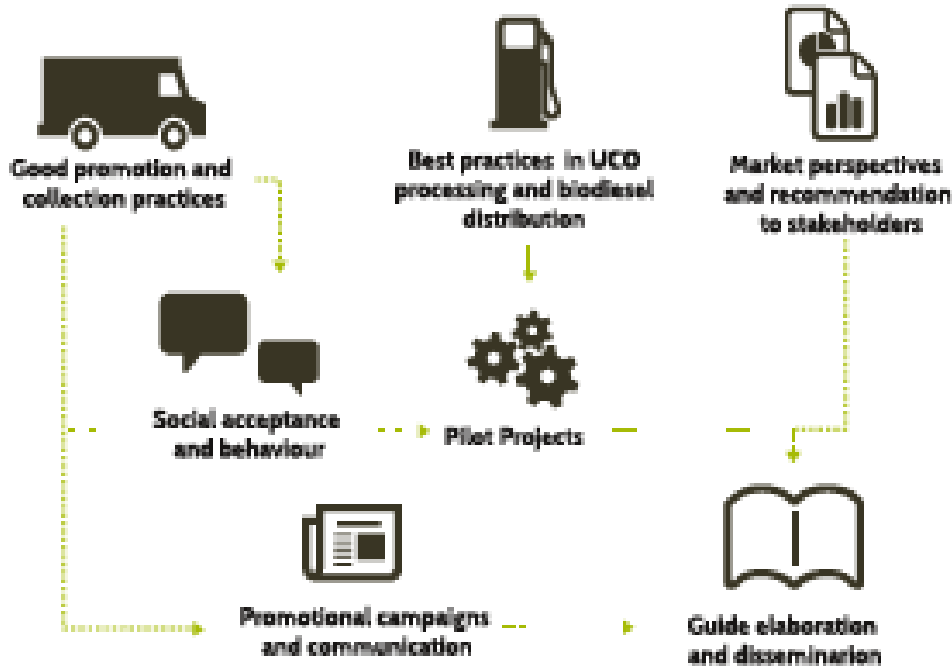 Good promotion and
collection practices
Best practices in UCO
processing and biodiesel
distribution
Market perspectives
and recommendation
to stakeholders
Social acceptance
and behaviour
Pilot Projects
Promotional campaigns
and communication
Guide elaboration
and dissemination